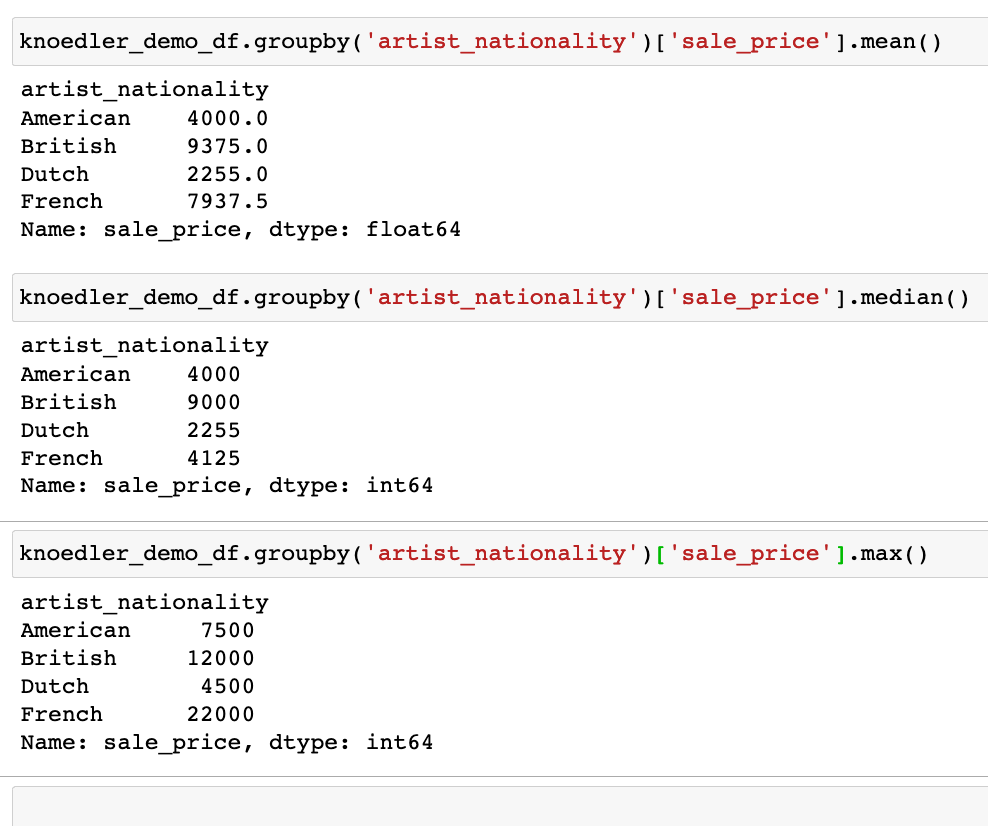 knoedler_demo_df.groupby('artist_nationality')['sale_price'].mean()
artist_nationality
American    4000.0
British     9375.0
Dutch       2255.0
French      7937.5
Name: sale_price, dtype: float64
knoedler_demo_df.groupby('artist_nationality')['sale_price'].median()
artist_nationality
American    4000
British     9000
Dutch       2255
French      4125
Name: sale_price, dtype: int64
knoedler_demo_df.groupby('artist_nationality')['sale_price'].max()
artist_nationality
American     7500
British     12000
Dutch        4500
French      22000
Name: sale_price, dtype: int64